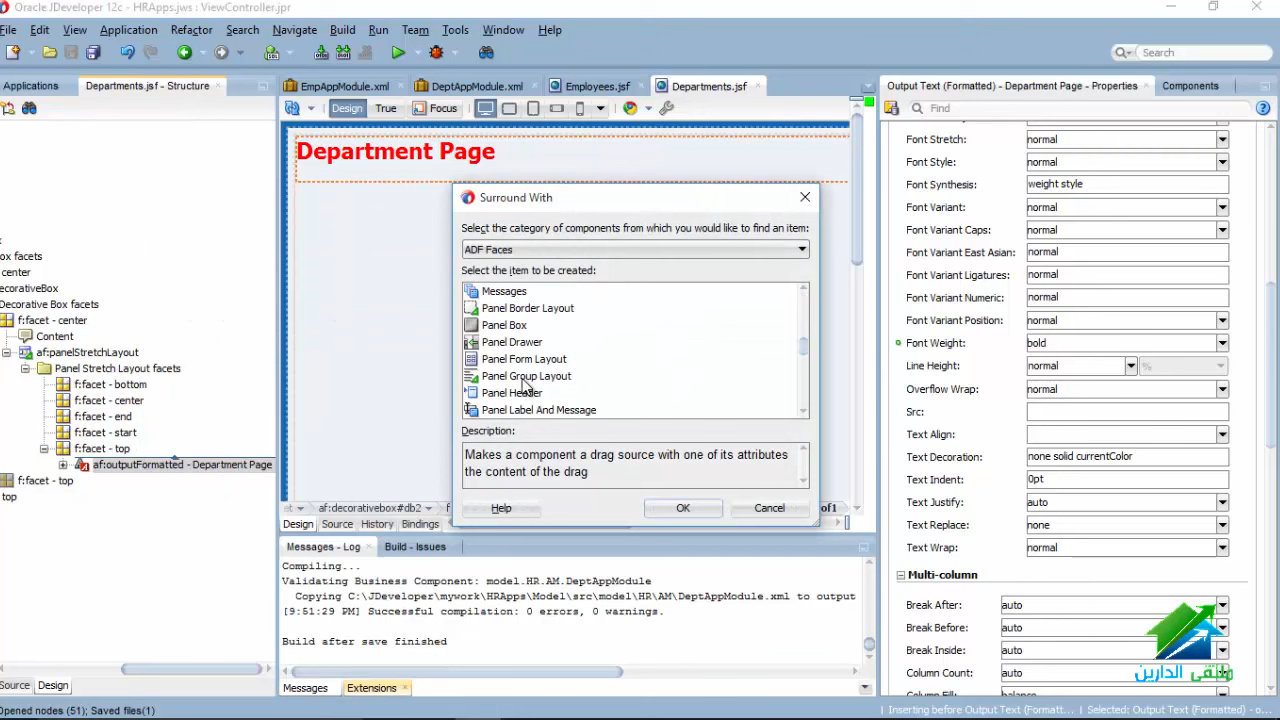 Oracle JDeveloper 12c - HRApps.jws : ViewController.jpr
File Edit View Application Refactor Search Navigate Build Run Team Tools Window Help
Search
Applications
Departments.jsf - Structure
EmpAppModule.xml
DeptAppModule.xml
Employees.jsf
Departments.jsf
Output Text (Formatted) - Department Page - Properties
Components
Design
True
Focus
Find
Department Page
Surround With
Select the category of components from which you would like to find an item:
ADF Faces
Select the item to be created:
Messages
Panel Border Layout
Panel Box
Panel Drawer
Panel Form Layout
Panel Group Layout
Panel Header
Panel Label And Message
Description:
Makes a component a drag source with one of its attributes
the content of the drag
Help
OK
Cancel
x facets
center
ecorativeBox
Decorative Box facets
f:facet - center
Content
af:panelStretchLayout
Panel Stretch Layout facets
f:facet - bottom
f:facet - center
f:facet - end
f:facet - start
f:facet - top
af:outputFormatted - Department Page
f:facet - top
top
Source
Design
Font Stretch: normal
Font Style: normal
Font Synthesis: weight style
Font Variant: normal
Font Variant Caps: normal
Font Variant East Asian: normal
Font Variant Ligatures: normal
Font Variant Numeric: normal
Font Variant Position: normal
Font Weight: bold
Line Height: normal %
Overflow Wrap: normal
Src:
Text Align:
Text Decoration: none solid currentColor
Text Indent: 0pt
Text Justify: auto
Text Replace: none
Text Wrap: normal
Multi-column
Break After: auto
Break Before: auto
Break Inside: auto
Column Count: auto
Column Fill: balance
et
af:decorativebox#db2
f
of1
Design Source History Bindings
Messages - Log
Build - Issues
Compiling...
Validating Business Component: model.HR.AM.DeptAppModule
Copying C:\JDeveloper\mywork\HRApps\Model\src\model\HR\AM\DeptAppModule.xml to output
[9:51:29 PM] Successful compilation: 0 errors, 0 warnings.
Build after save finished
Messages
Extensions
ملتقى الدارين
Opened nodes (51); Saved files(1)
Inserting before Output Text (Formatt...
Selected: Output Text (Formatted) - o...